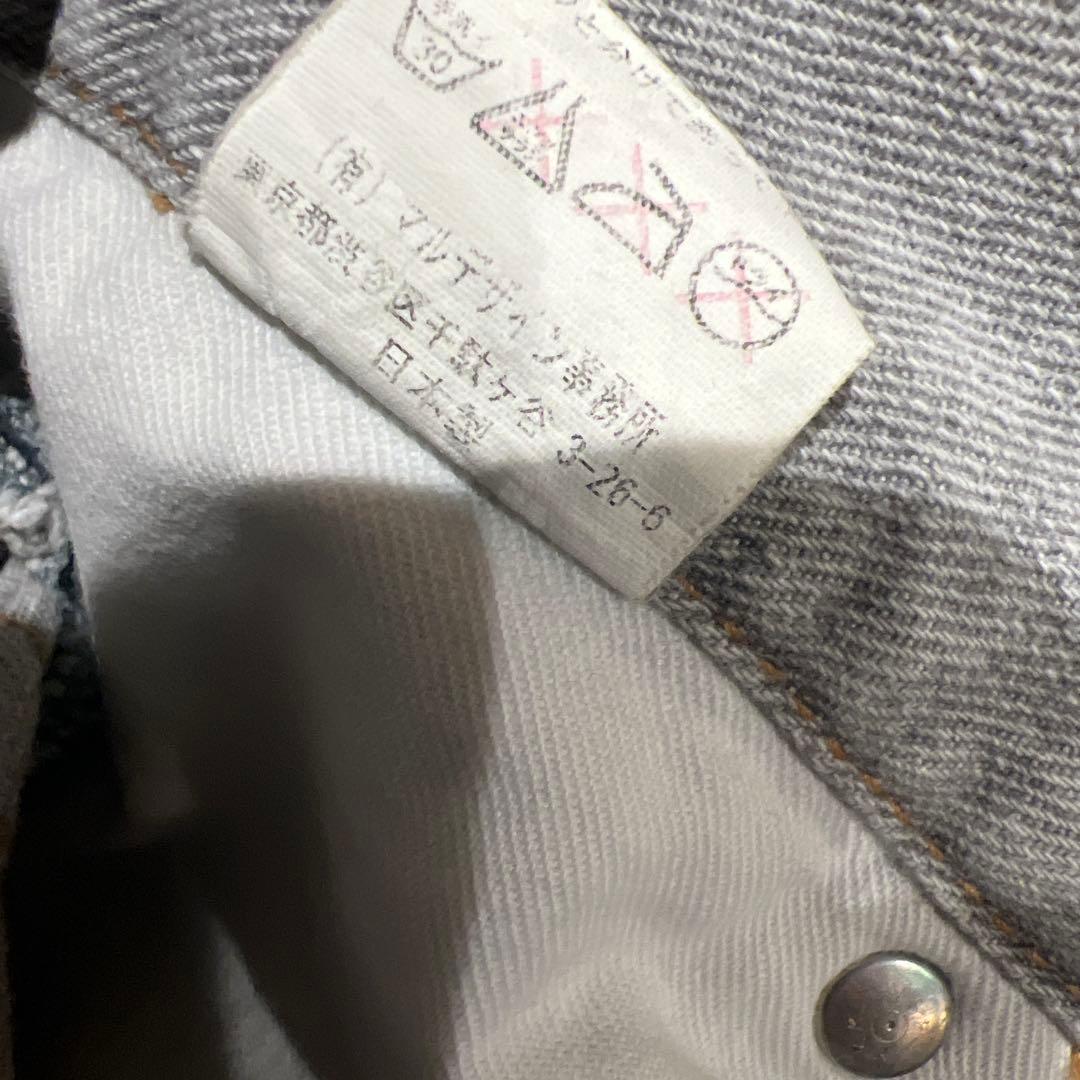 30
(有)マルデザイン事務所
東京都渋谷区千駄ヶ谷 3-26-6
日本製